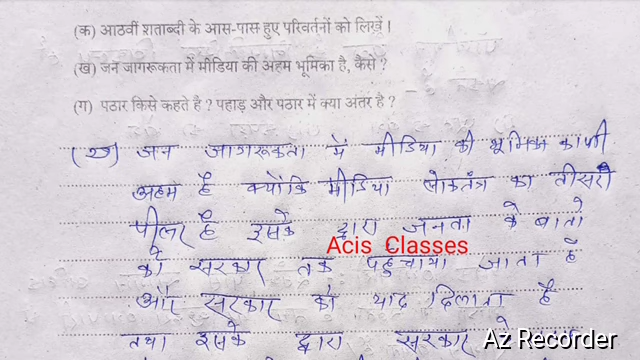 (क) आठवीं शताब्दी के आस-पास हुए परिवर्तनों को लिखें।
(ख) जन जागरूकता में मीडिया की अहम भूमिका है, कैसे ?
(ग) पठार किसे कहते है ? पहाड़ और पठार में क्या अंतर है ?
(ख) जन जागरूकता में मीडिया की भूमिका काफी
अहम है क्योंकि मीडिया लोकतंत्र का तीसरा
पीलर है इसके द्वारा जनता के बातो
Acis Classes
को सरकार तक पहुंचाया जाता है
और सरकार को याद दिलाता है
तथा इसके द्वारा सरकार
Az Recorder